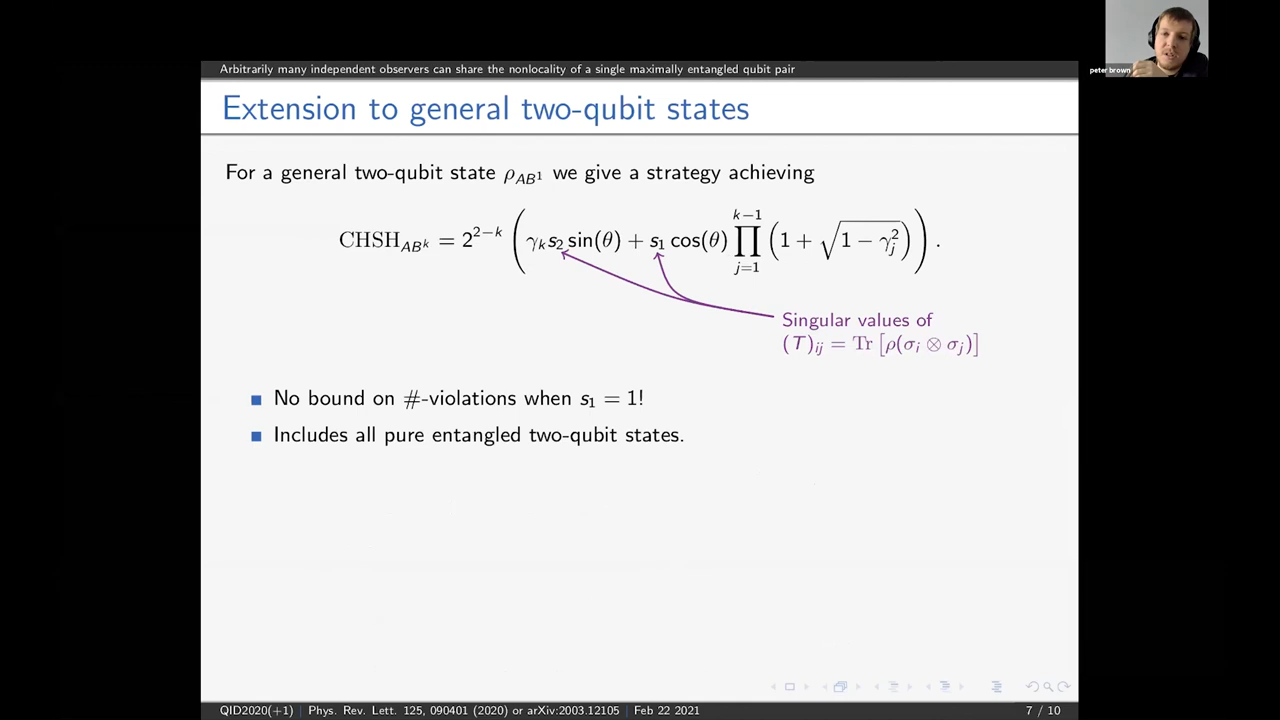 peter brown
Arbitrarily many independent observers can share the nonlocality of a single maximally entangled qubit pair
Extension to general two-qubit states
For a general two-qubit state ρ_{AB^1} we give a strategy achieving
CHSH_{AB^k} = 2^{2−k} ( γ_k s_2 sin(θ) + s_1 cos(θ) ∏_{j=1}^{k−1} ( 1 + √(1 − γ_j^2) ) ) .
Singular values of
(T)_{ij} = Tr [ρ(σ_i ⊗ σ_j)]
No bound on #-violations when s_1 = 1!
Includes all pure entangled two-qubit states.
QID2020(+1) | Phys. Rev. Lett. 125, 090401 (2020) or arXiv:2003.12105 | Feb 22 2021 7 / 10